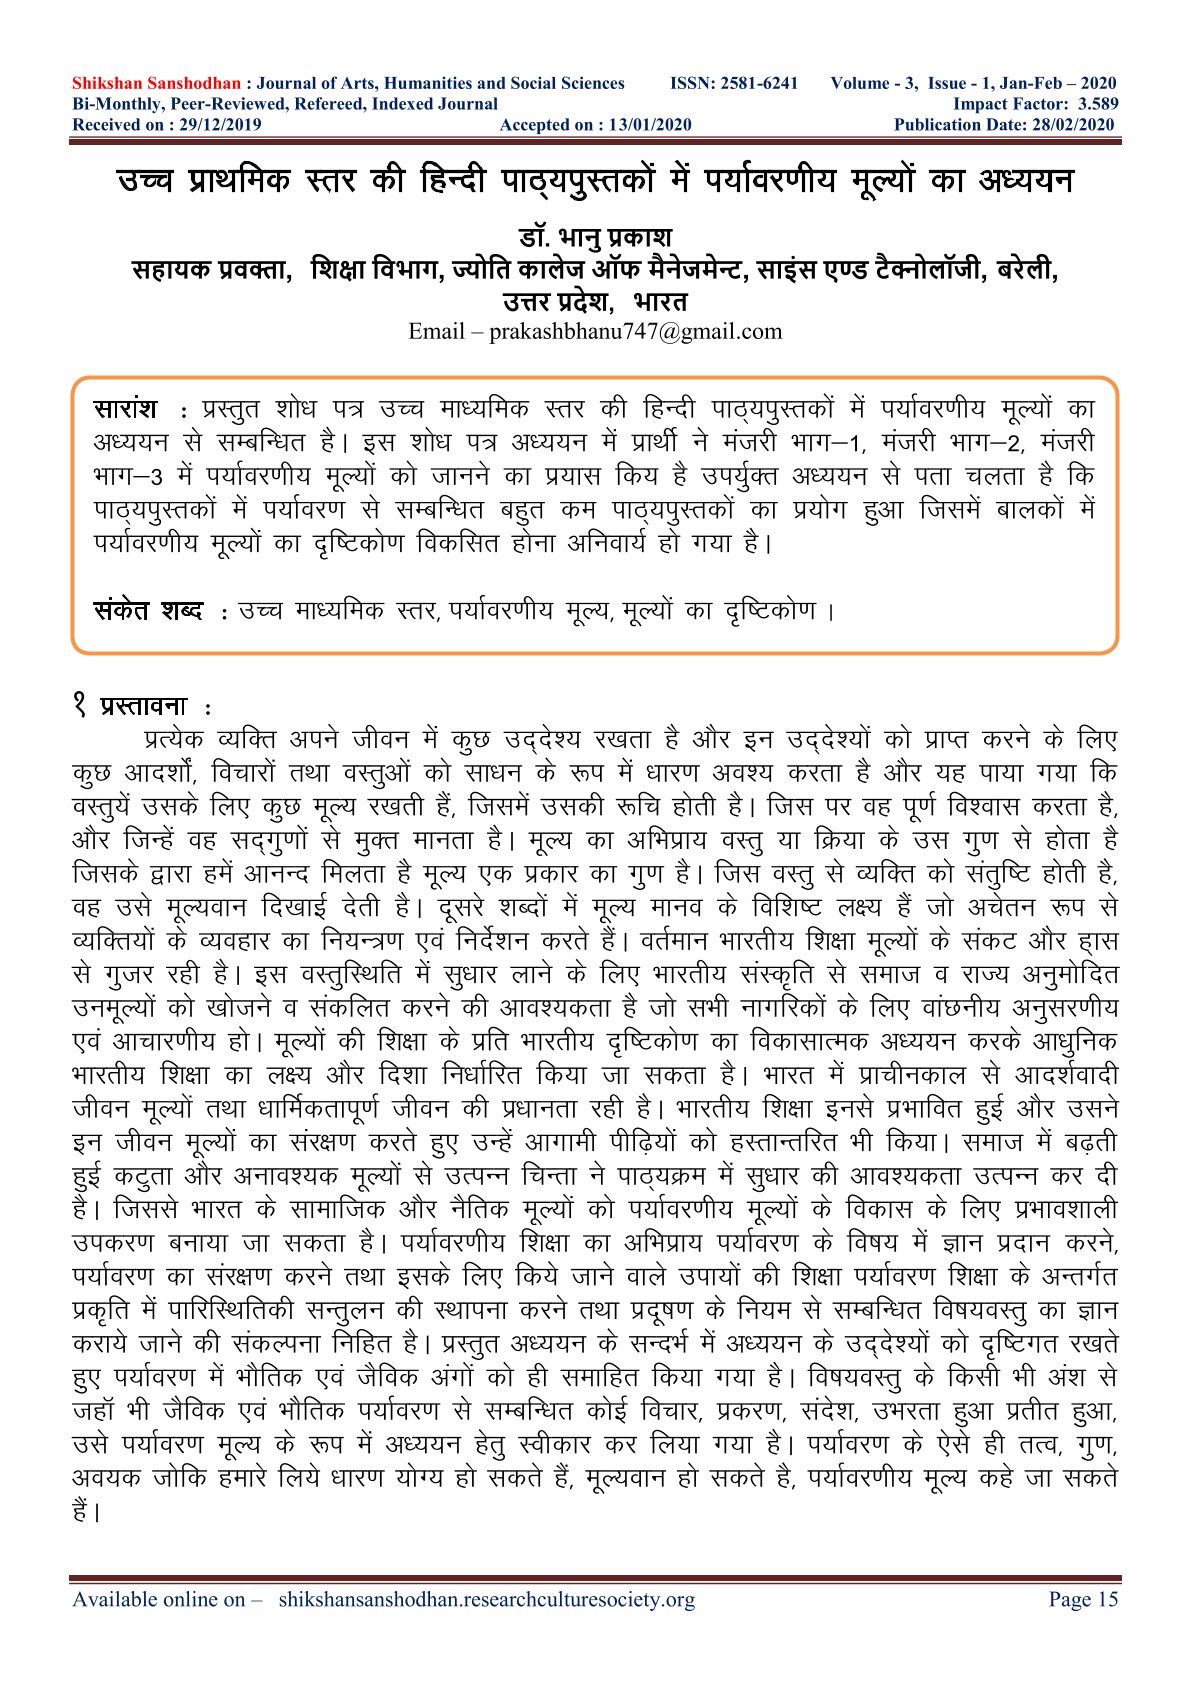 Shikshan Sanshodhan : Journal of Arts, Humanities and Social Sciences ISSN: 2581-6241 Volume - 3, Issue - 1, Jan-Feb – 2020
Bi-Monthly, Peer-Reviewed, Refereed, Indexed Journal Impact Factor: 3.589
Received on : 29/12/2019 Accepted on : 13/01/2020 Publication Date: 28/02/2020
उच्च प्राथमिक स्तर की हिन्दी पाठ्यपुस्तकों में पर्यावरणीय मूल्यों का अध्ययन
डॉ. भानु प्रकाश
सहायक प्रवक्ता, शिक्षा विभाग, ज्योति कालेज ऑफ मैनेजमेन्ट, साइंस एण्ड टैक्नोलॉजी, बरेली,
उत्तर प्रदेश, भारत
Email – prakashbhanu747@gmail.com
सारांश : प्रस्तुत शोध पत्र उच्च माध्यमिक स्तर की हिन्दी पाठ्यपुस्तकों में पर्यावरणीय मूल्यों का
अध्ययन से सम्बन्धित है। इस शोध पत्र अध्ययन में प्रार्थी ने मंजरी भाग–1, मंजरी भाग–2, मंजरी
भाग–3 में पर्यावरणीय मूल्यों को जानने का प्रयास किय है उपर्युक्त अध्ययन से पता चलता है कि
पाठ्यपुस्तकों में पर्यावरण से सम्बन्धित बहुत कम पाठ्यपुस्तकों का प्रयोग हुआ जिसमें बालकों में
पर्यावरणीय मूल्यों का दृष्टिकोण विकसित होना अनिवार्य हो गया है।
संकेत शब्द : उच्च माध्यमिक स्तर, पर्यावरणीय मूल्य, मूल्यों का दृष्टिकोण ।
१ प्रस्तावना :
प्रत्येक व्यक्ति अपने जीवन में कुछ उद्देश्य रखता है और इन उद्देश्यों को प्राप्त करने के लिए
कुछ आदर्शों, विचारों तथा वस्तुओं को साधन के रूप में धारण अवश्य करता है और यह पाया गया कि
वस्तुयें उसके लिए कुछ मूल्य रखती हैं, जिसमें उसकी रूचि होती है। जिस पर वह पूर्ण विश्वास करता है,
और जिन्हें वह सद्गुणों से मुक्त मानता है। मूल्य का अभिप्राय वस्तु या क्रिया के उस गुण से होता है
जिसके द्वारा हमें आनन्द मिलता है मूल्य एक प्रकार का गुण है। जिस वस्तु से व्यक्ति को संतुष्टि होती है,
वह उसे मूल्यवान दिखाई देती है। दूसरे शब्दों में मूल्य मानव के विशिष्ट लक्ष्य हैं जो अचेतन रूप से
व्यक्तियों के व्यवहार का नियन्त्रण एवं निर्देशन करते हैं। वर्तमान भारतीय शिक्षा मूल्यों के संकट और ह्रास
से गुजर रही है। इस वस्तुस्थिति में सुधार लाने के लिए भारतीय संस्कृति से समाज व राज्य अनुमोदित
उनमूल्यों को खोजने व संकलित करने की आवश्यकता है जो सभी नागरिकों के लिए वांछनीय अनुसरणीय
एवं आचारणीय हो। मूल्यों की शिक्षा के प्रति भारतीय दृष्टिकोण का विकासात्मक अध्ययन करके आधुनिक
भारतीय शिक्षा का लक्ष्य और दिशा निर्धारित किया जा सकता है। भारत में प्राचीनकाल से आदर्शवादी
जीवन मूल्यों तथा धार्मिकतापूर्ण जीवन की प्रधानता रही है। भारतीय शिक्षा इनसे प्रभावित हुई और उसने
इन जीवन मूल्यों का संरक्षण करते हुए उन्हें आगामी पीढ़ियों को हस्तान्तरित भी किया। समाज में बढ़ती
हुई कटुता और अनावश्यक मूल्यों से उत्पन्न चिन्ता ने पाठ्यक्रम में सुधार की आवश्यकता उत्पन्न कर दी
है। जिससे भारत के सामाजिक और नैतिक मूल्यों को पर्यावरणीय मूल्यों के विकास के लिए प्रभावशाली
उपकरण बनाया जा सकता है। पर्यावरणीय शिक्षा का अभिप्राय पर्यावरण के विषय में ज्ञान प्रदान करने,
पर्यावरण का संरक्षण करने तथा इसके लिए किये जाने वाले उपायों की शिक्षा पर्यावरण शिक्षा के अन्तर्गत
प्रकृति में पारिस्थितिकी सन्तुलन की स्थापना करने तथा प्रदूषण के नियम से सम्बन्धित विषयवस्तु का ज्ञान
कराये जाने की संकल्पना निहित है। प्रस्तुत अध्ययन के सन्दर्भ में अध्ययन के उद्देश्यों को दृष्टिगत रखते
हुए पर्यावरण में भौतिक एवं जैविक अंगों को ही समाहित किया गया है। विषयवस्तु के किसी भी अंश से
जहॉ भी जैविक एवं भौतिक पर्यावरण से सम्बन्धित कोई विचार, प्रकरण, संदेश, उभरता हुआ प्रतीत हुआ,
उसे पर्यावरण मूल्य के रूप में अध्ययन हेतु स्वीकार कर लिया गया है। पर्यावरण के ऐसे ही तत्व, गुण,
अवयक जोकि हमारे लिये धारण योग्य हो सकते हैं, मूल्यवान हो सकते है, पर्यावरणीय मूल्य कहे जा सकते
हैं।
Available online on – shikshansanshodhan.researchculturesociety.org Page 15